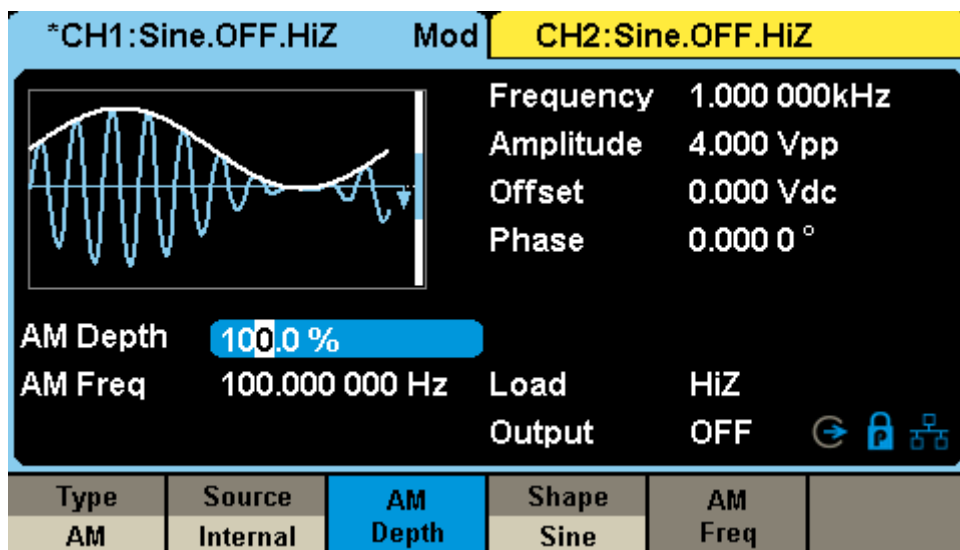 *CH1:Sine.OFF.HiZ Mod CH2:Sine.OFF.HiZ
Frequency 1.000 000kHz
Amplitude 4.000 Vpp
Offset 0.000 Vdc
Phase 0.000 0 °
AM Depth 100.0 %
AM Freq 100.000 000 Hz Load HiZ
Output OFF P
Type Source AM Depth Shape AM Freq
AM Internal Sine